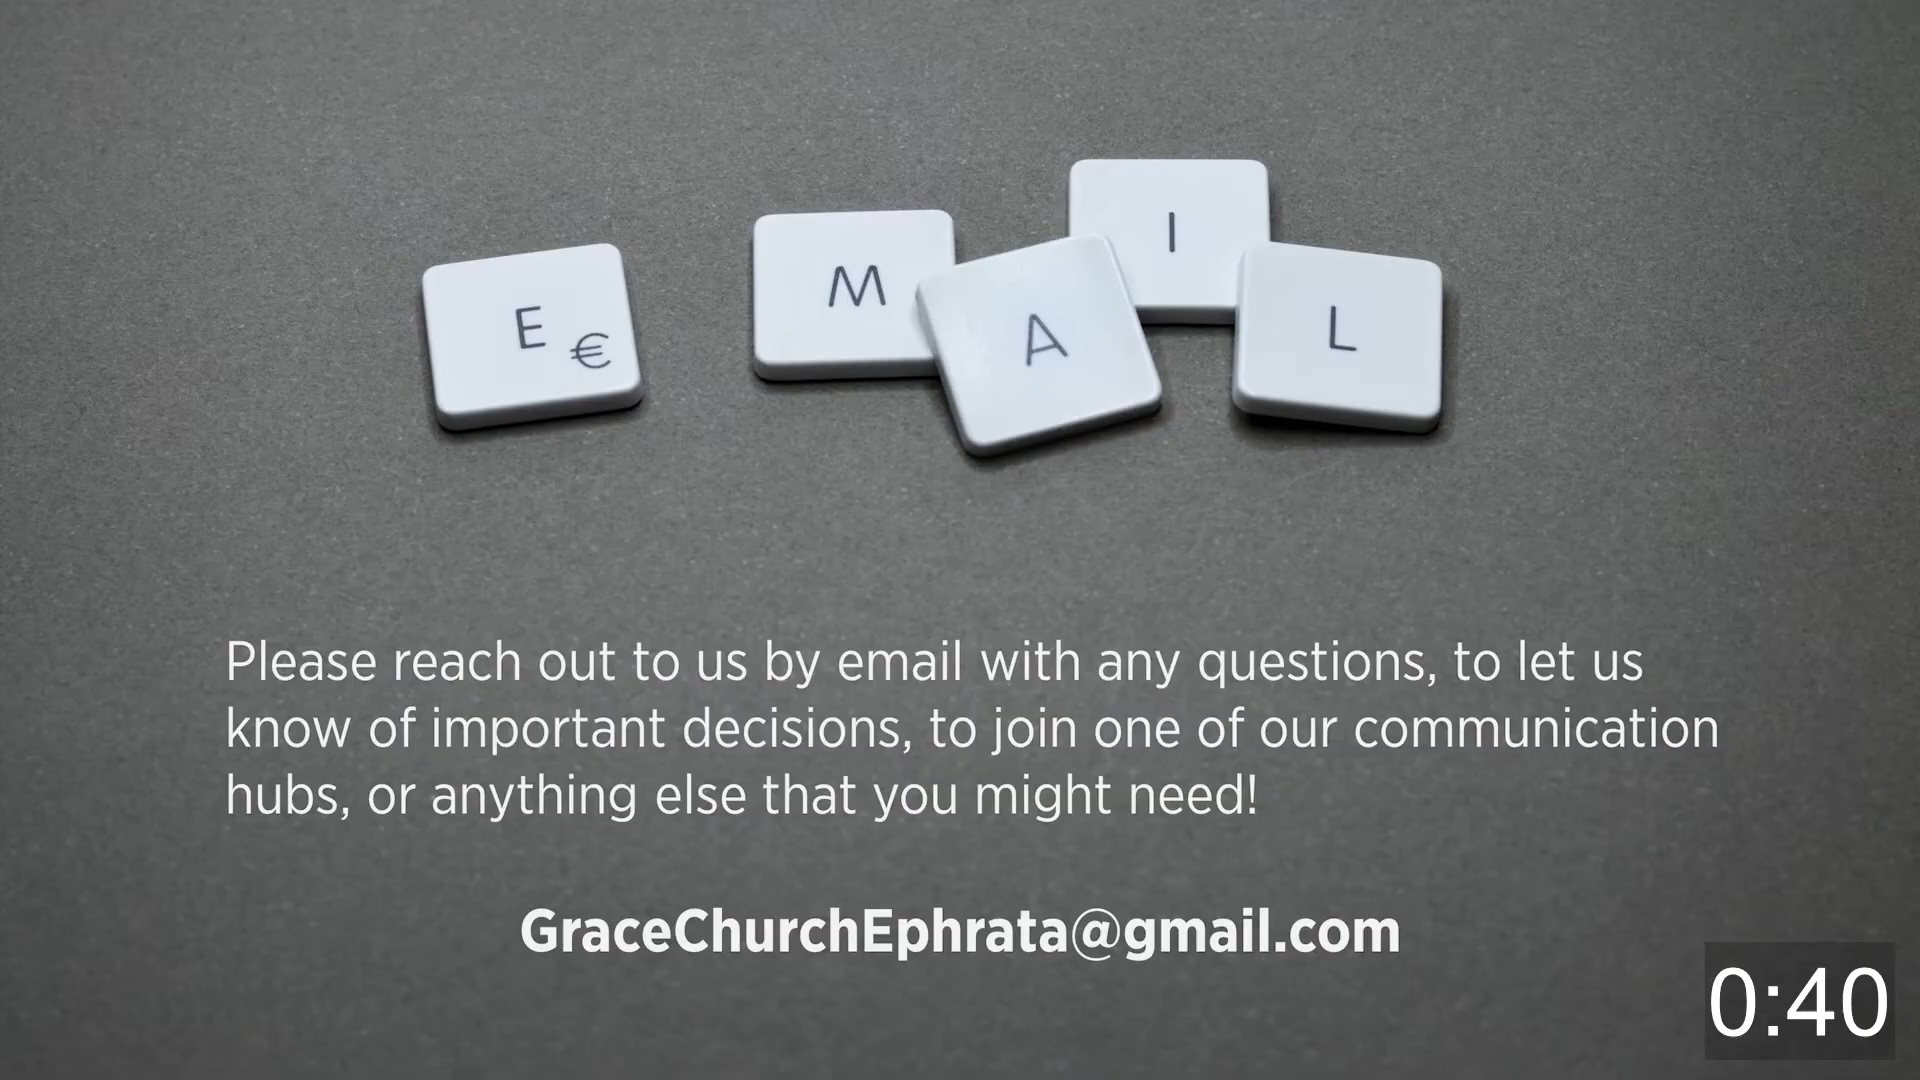 E € M A I L
Please reach out to us by email with any questions, to let us
know of important decisions, to join one of our communication
hubs, or anything else that you might need!
GraceChurchEphrata@gmail.com
0:40